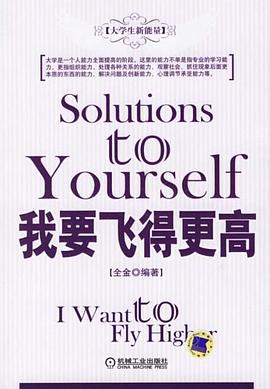 【大学生新能量】
大学是一个人能力全面提高的阶段。这里的能力不单是指专业的学习能
力，更指组织能力、处理各种关系的能力、观察社会、抓住现象后面更
本质的东西的能力、解决问题及创新能力、心理调节承受能力等。
Solutions
to
Yourself
我要飞得更高
[全金◎编著]
I Want to
Fly Higher
机械工业出版社
CHINA MACHINE PRESS